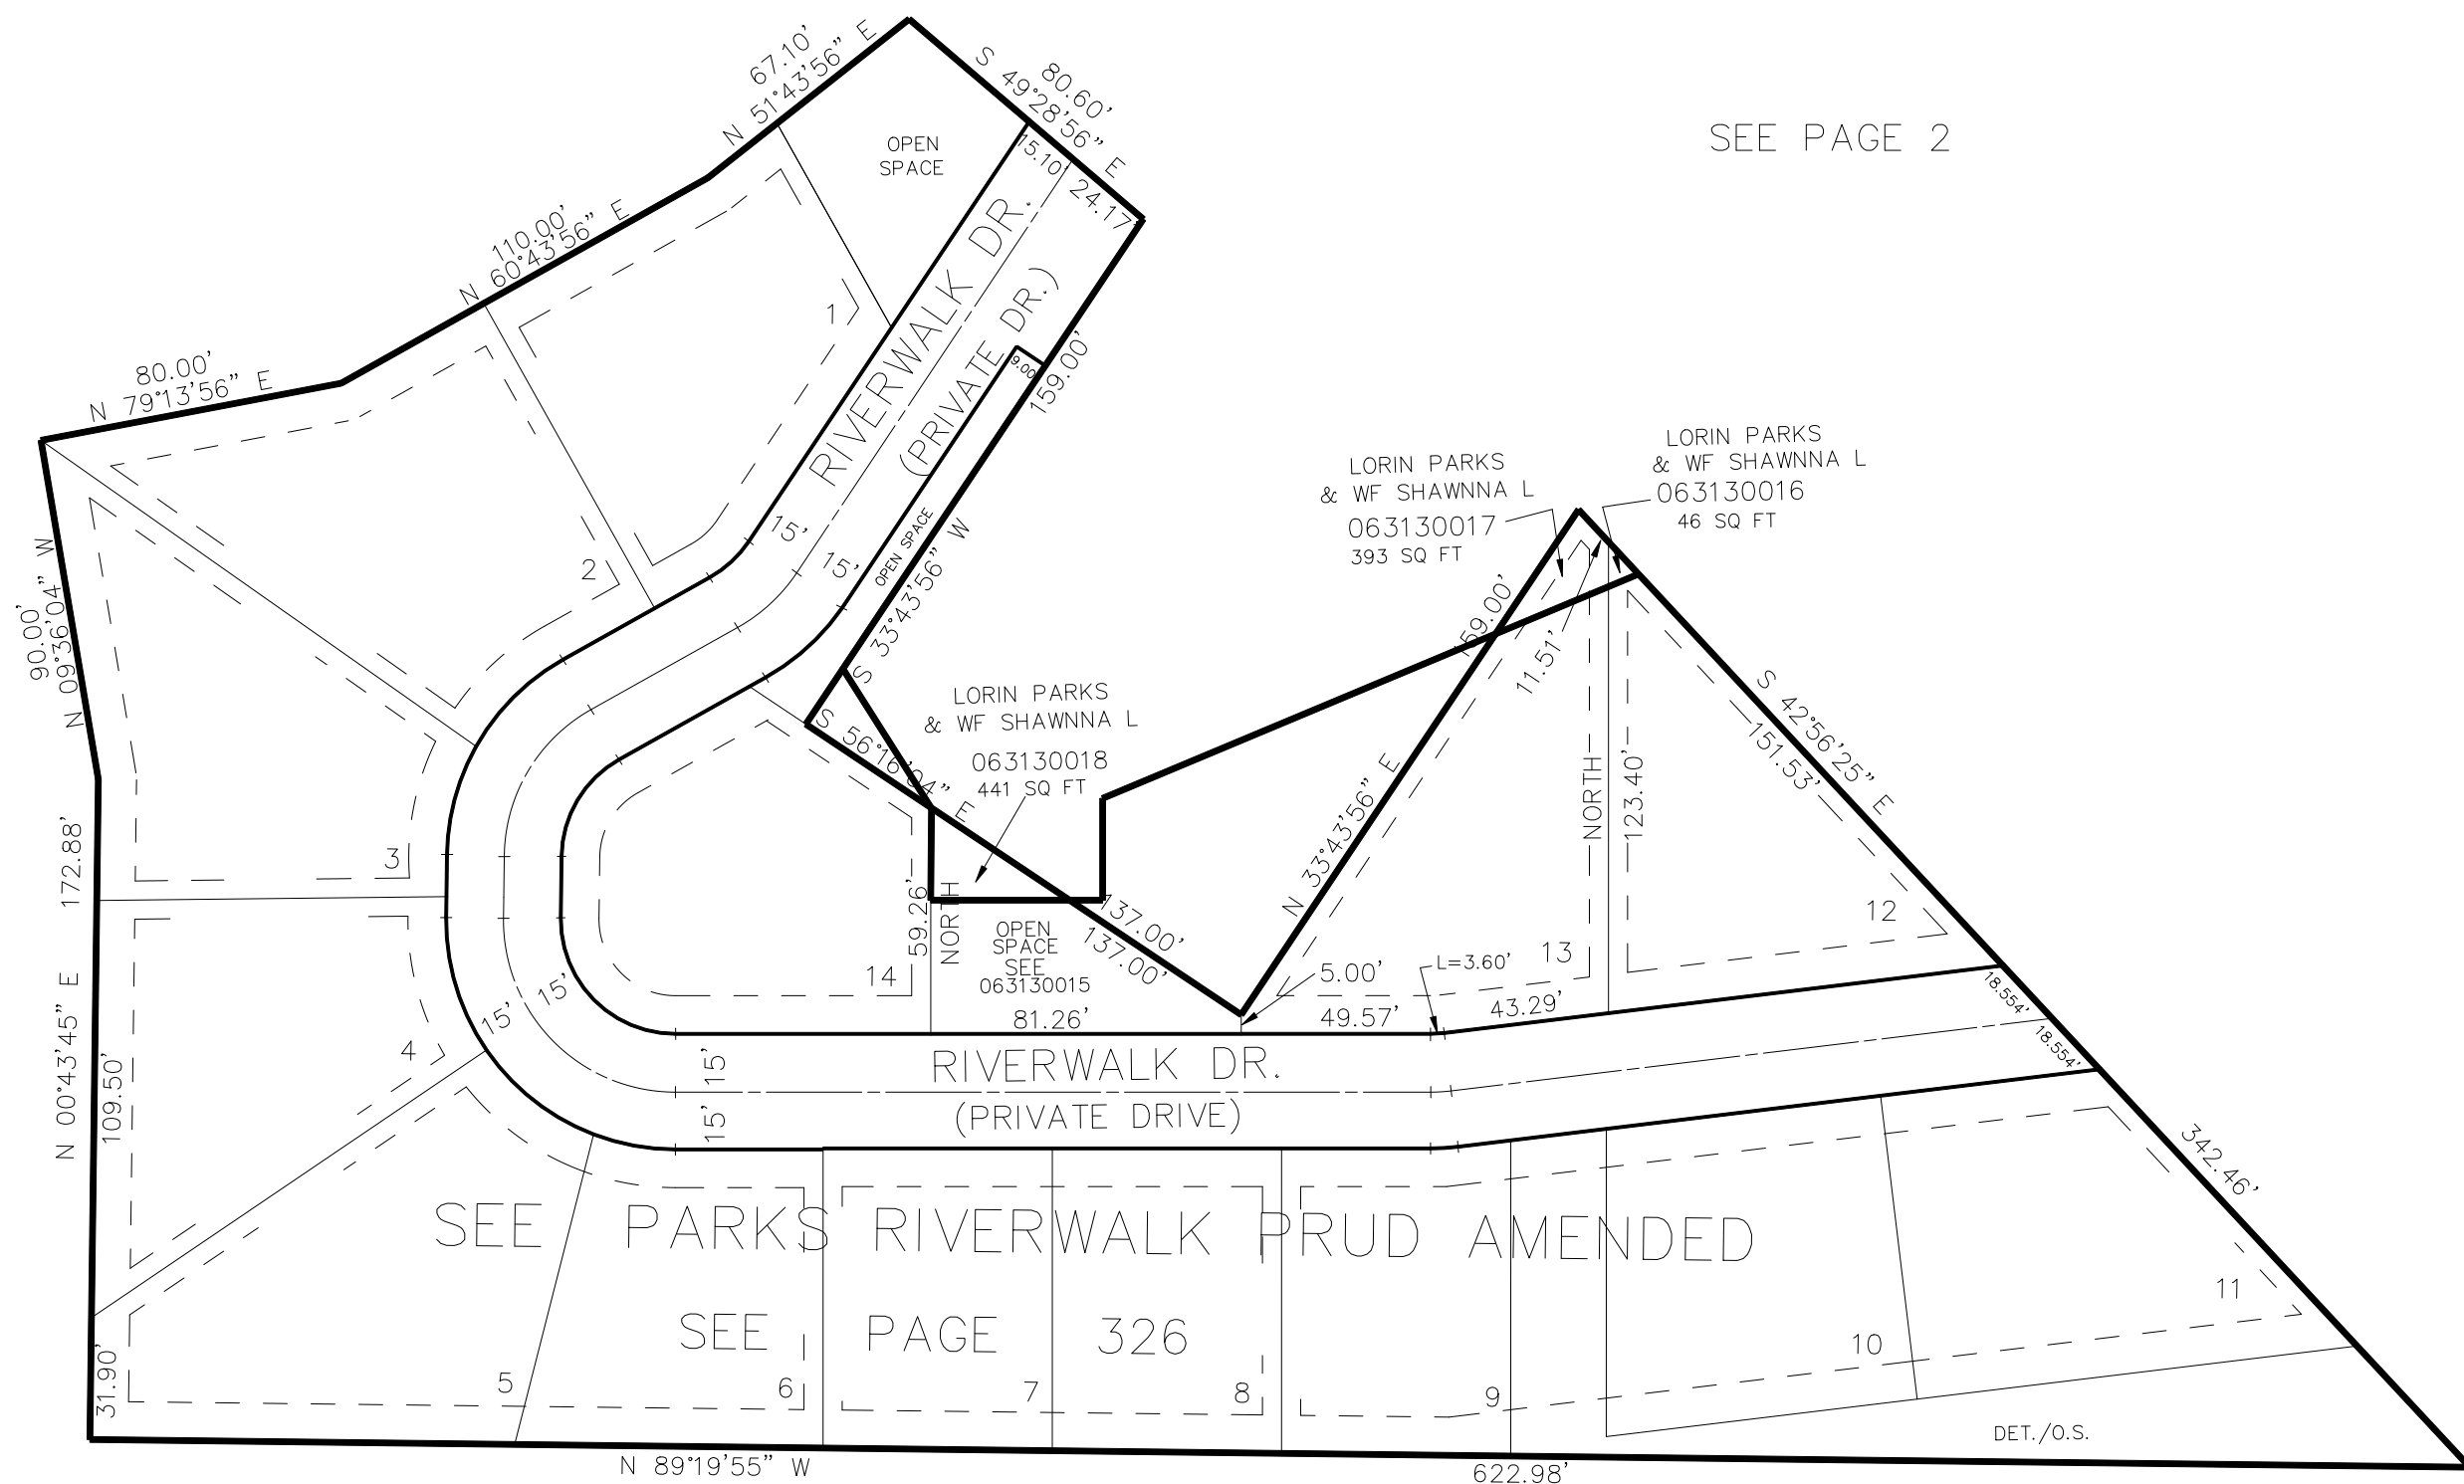 67.10'
N 51°43'56" E
80.60'
S 49°28'56" E
SEE PAGE 2
OPEN
SPACE
15.10'
24.17'
110.00'
N 60°43'56" E
RIVERWALK DR.
(PRIVATE DR.)
1
80.00'
N 79°13'56" E
9.00
159.00'
LORIN PARKS
& WF SHAWNNA L
063130017
393 SQ FT
LORIN PARKS
& WF SHAWNNA L
063130016
46 SQ FT
15'
15'
OPEN SPACE
S 33°43'56" W
2
N 09°36'04" W
90.00'
159.00'
11.51'
S 42°56'25" E
151.53'
LORIN PARKS
& WF SHAWNNA L
063130018
441 SQ FT
S 56°16'04" E
N 33°43'56" E
NORTH
123.40'
172.88'
3
59.26'
NORTH
137.00'
137.00'
12
13
14
OPEN
SPACE
SEE
063130015
L=3.60'
5.00'
81.26'
49.57'
43.29'
18.554'
18.554'
15'
15'
N 00°43'45" E
109.50'
4
15'
15'
RIVERWALK DR.
(PRIVATE DRIVE)
342.46'
SEE PARKS RIVERWALK PRUD AMENDED
SEE PAGE 326
31.90'
5
6
7
8
9
10
11
DET./O.S.
N 89°19'55" W
622.98'